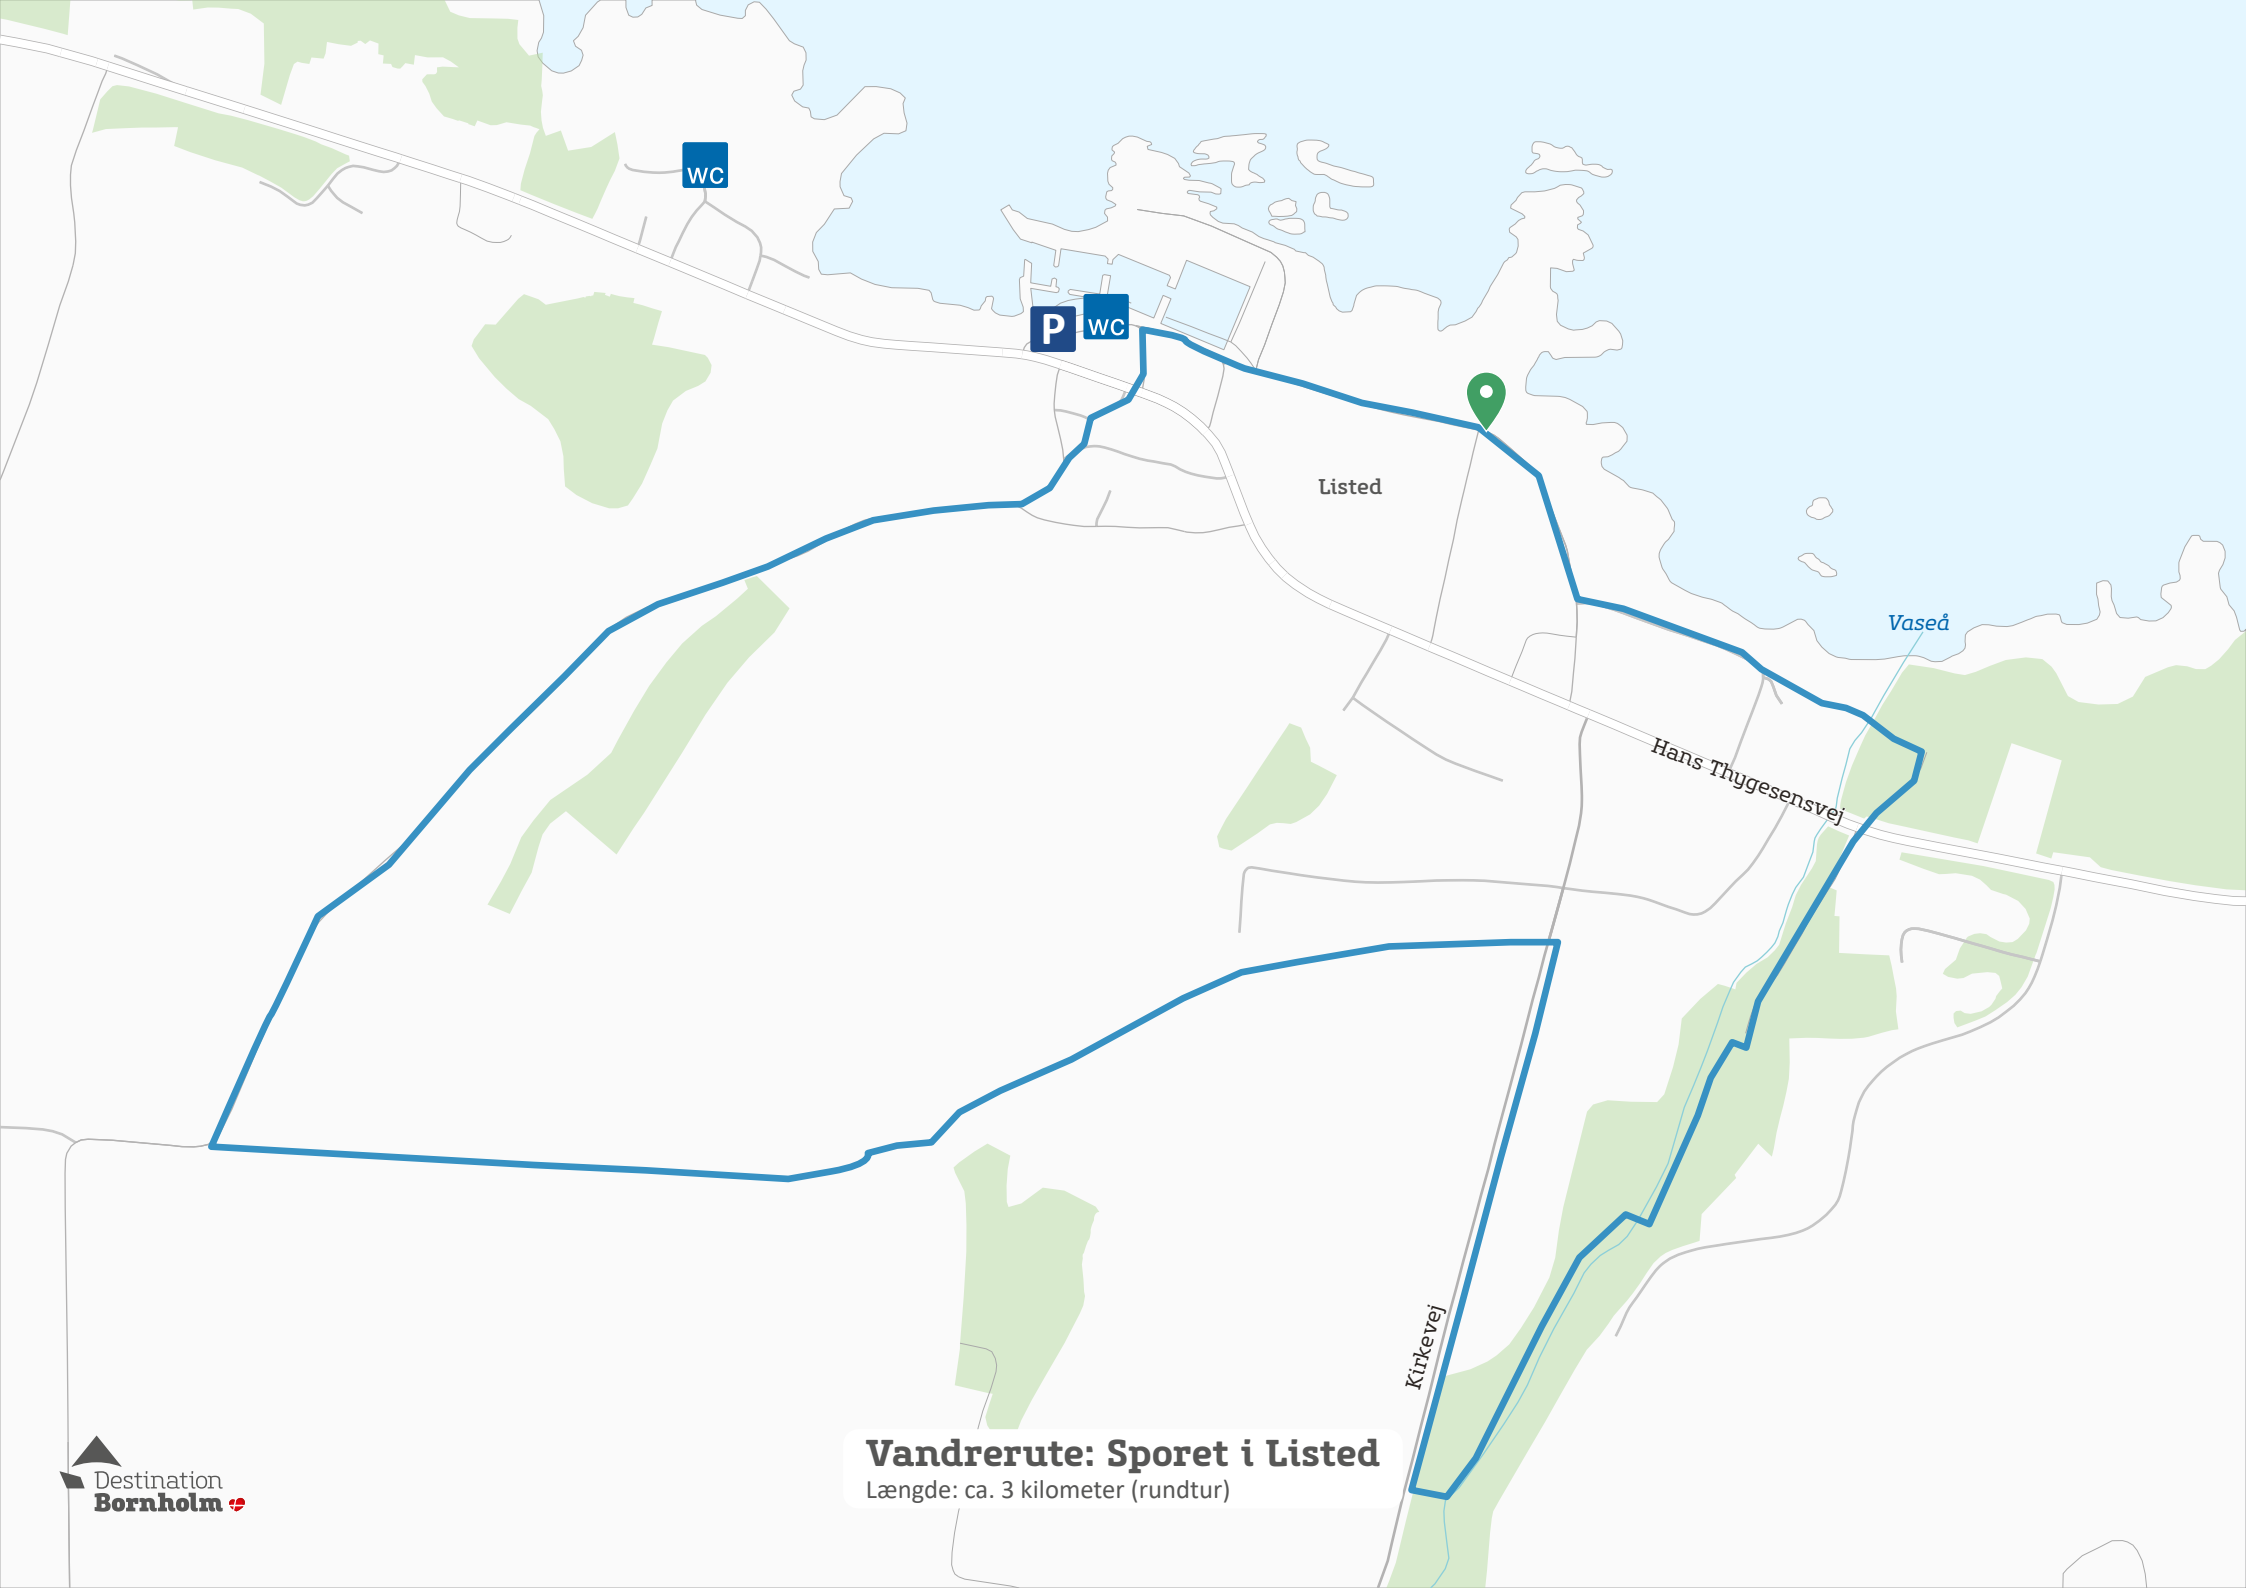 WC
P
WC
Listed
Vaseå
Hans Thygesensvej
Kirkevej
Vandrerute: Sporet i Listed
Længde: ca. 3 kilometer (rundtur)
Destination
Bornholm